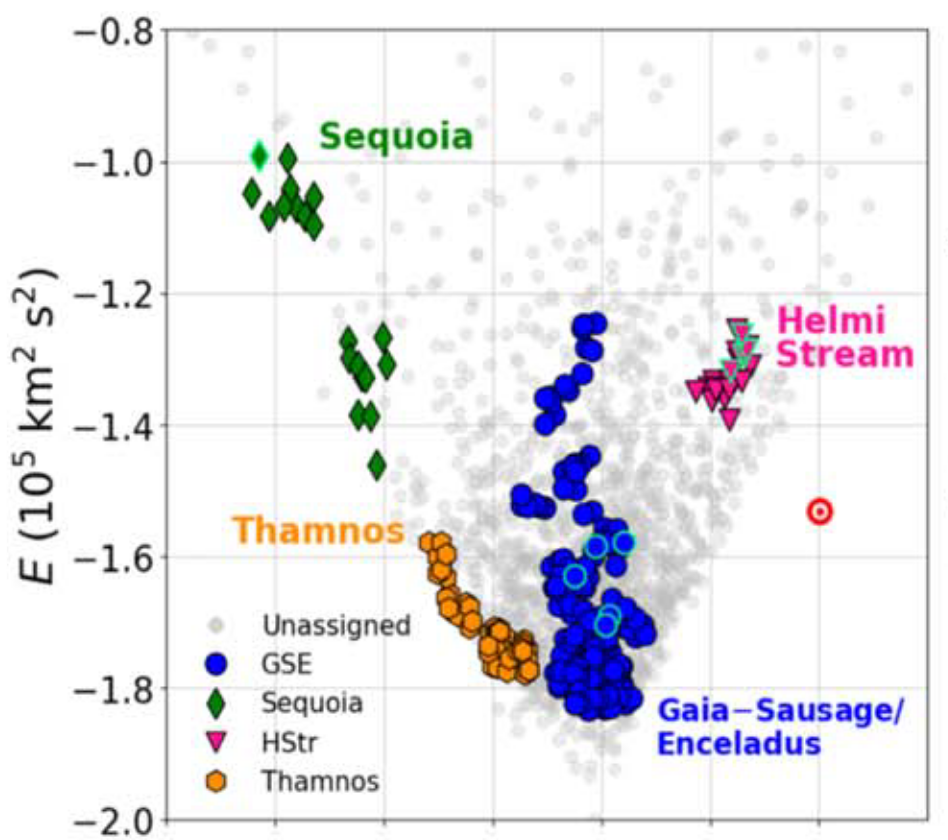 −0.8
−1.0
−1.2
−1.4
−1.6
−1.8
−2.0
E (10⁵ km² s²)
Sequoia
Helmi
Stream
Thamnos
Gaia−Sausage/
Enceladus
Unassigned
GSE
Sequoia
HStr
Thamnos